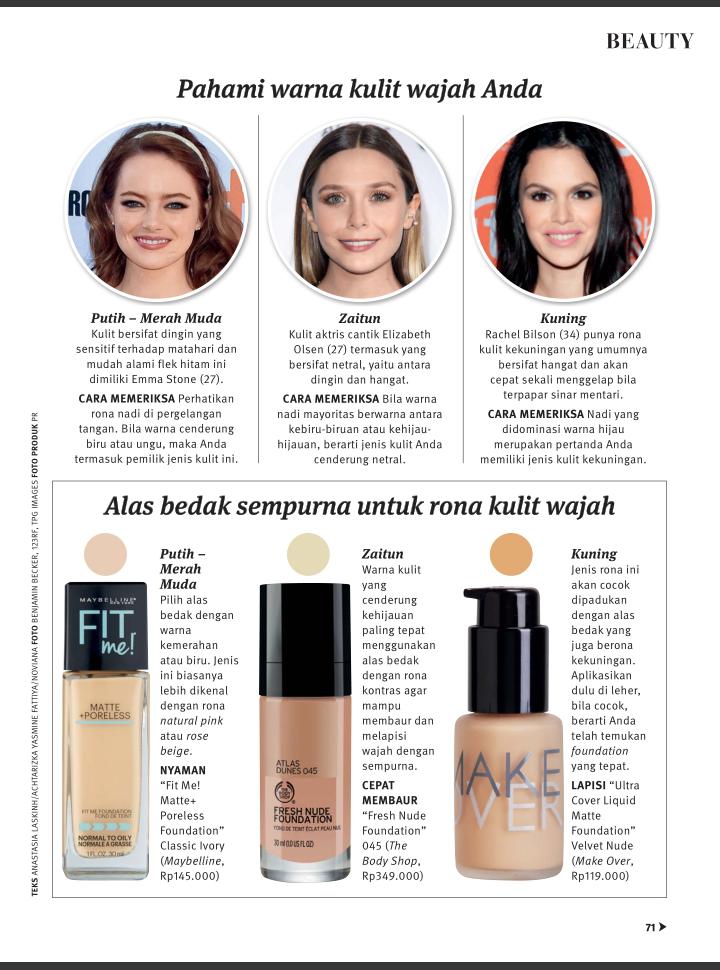 BEAUTY
Pahami warna kulit wajah Anda
Putih – Merah Muda
Kulit bersifat dingin yang
sensitif terhadap matahari dan
mudah alami flek hitam ini
dimiliki Emma Stone (27).
CARA MEMERIKSA Perhatikan
rona nadi di pergelangan
tangan. Bila warna cenderung
biru atau ungu, maka Anda
termasuk pemilik jenis kulit ini.
Zaitun
Kulit aktris cantik Elizabeth
Olsen (27) termasuk yang
bersifat netral, yaitu antara
dingin dan hangat.
CARA MEMERIKSA Bila warna
nadi mayoritas berwarna antara
kebiru-biruan atau kehijau-
hijauan, berarti jenis kulit Anda
cenderung netral.
Kuning
Rachel Bilson (34) punya rona
kulit kekuningan yang umumnya
bersifat hangat dan akan
cepat sekali menggelap bila
terpapar sinar mentari.
CARA MEMERIKSA Nadi yang
didominasi warna hijau
merupakan pertanda Anda
memiliki jenis kulit kekuningan.
TEKS ANASTASIA LASKINH/ACHTARIZKA YASMINE FATTIYA/NOVIANA FOTO BENJAMIN BECKER, 123RF, TPG IMAGES FOTO PRODUK PR
Alas bedak sempurna untuk rona kulit wajah
MAYBELLINE
NEW YORK
FIT
me!
MATTE
+PORELESS
FIT ME FOUNDATION
FOND DE TEINT
NORMAL TO OILY
NORMALE A GRASSE
1 FL. OZ. 30 ml
Putih –
Merah
Muda
Pilih alas
bedak dengan
warna
kemerahan
atau biru. Jenis
ini biasanya
lebih dikenal
dengan rona
natural pink
atau rose
beige.
NYAMAN
“Fit Me!
Matte+
Poreless
Foundation”
Classic Ivory
(Maybelline,
Rp145.000)
ATLAS
DUNES 045
THE
BODY
SHOP
FRESH NUDE
FOUNDATION
FOND DE TEINT ÉCLAT PEAU NUE
30 ml (1.0 US FL OZ)
Zaitun
Warna kulit
yang
cenderung
kehijauan
paling tepat
menggunakan
alas bedak
dengan rona
kontras agar
mampu
membaur dan
melapisi
wajah dengan
sempurna.
CEPAT
MEMBAUR
“Fresh Nude
Foundation”
045 (The
Body Shop,
Rp349.000)
MAKE
OVER
Kuning
Jenis rona ini
akan cocok
dipadukan
dengan alas
bedak yang
juga berona
kekuningan.
Aplikasikan
dulu di leher,
bila cocok,
berarti Anda
telah temukan
foundation
yang tepat.
LAPISI “Ultra
Cover Liquid
Matte
Foundation”
Velvet Nude
(Make Over,
Rp119.000)
71